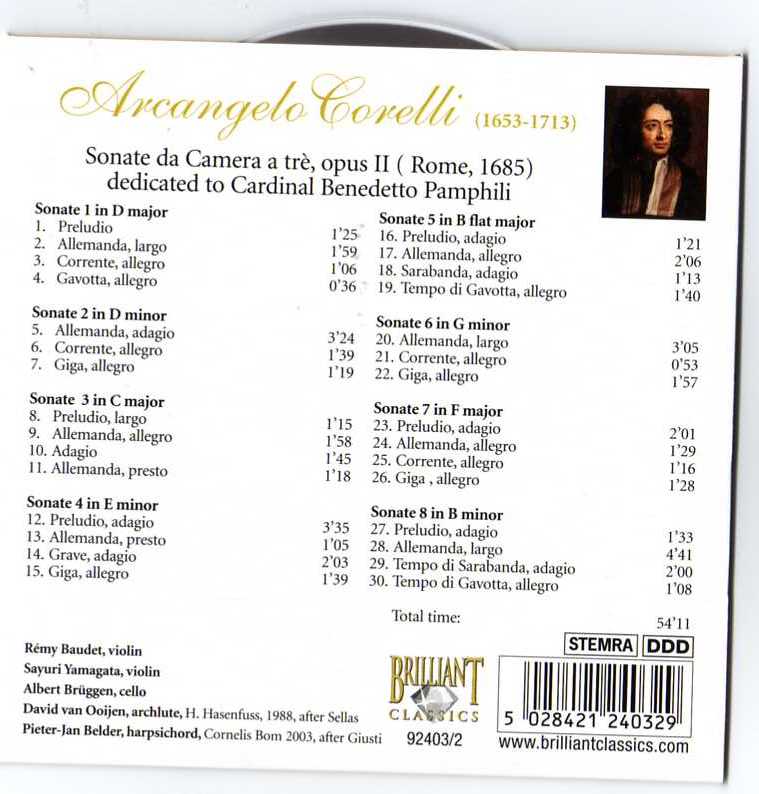 Arcangelo Corelli (1653-1713)
Sonate da Camera a trè, opus II ( Rome, 1685)
dedicated to Cardinal Benedetto Pamphili
Sonate 1 in D major
1. Preludio 1'25
2. Allemanda, largo 1'59
3. Corrente, allegro 1'06
4. Gavotta, allegro 0'36
Sonate 2 in D minor
5. Allemanda, adagio 3'24
6. Corrente, allegro 1'39
7. Giga, allegro 1'19
Sonate 3 in C major
8. Preludio, largo 1'15
9. Allemanda, allegro 1'58
10. Adagio 1'45
11. Allemanda, presto 1'18
Sonate 4 in E minor
12. Preludio, adagio 3'35
13. Allemanda, presto 1'05
14. Grave, adagio 2'03
15. Giga, allegro 1'39
Sonate 5 in B flat major
16. Preludio, adagio 1'21
17. Allemanda, allegro 2'06
18. Sarabanda, adagio 1'13
19. Tempo di Gavotta, allegro 1'40
Sonate 6 in G minor
20. Allemanda, largo 3'05
21. Corrente, allegro 0'53
22. Giga, allegro 1'57
Sonate 7 in F major
23. Preludio, adagio 2'01
24. Allemanda, allegro 1'29
25. Corrente, allegro 1'16
26. Giga , allegro 1'28
Sonate 8 in B minor
27. Preludio, adagio 1'33
28. Allemanda, largo 4'41
29. Tempo di Sarabanda, adagio 2'00
30. Tempo di Gavotta, allegro 1'08
Total time: 54'11
STEMRA DDD
Rémy Baudet, violin
Sayuri Yamagata, violin
Albert Brüggen, cello
David van Ooijen, archlute, H. Hasenfuss, 1988, after Sellas
Pieter-Jan Belder, harpsichord, Cornelis Bom 2003, after Giusti
BRILLIANT
CLASSICS
92403/2
5 028421 240329
www.brilliantclassics.com